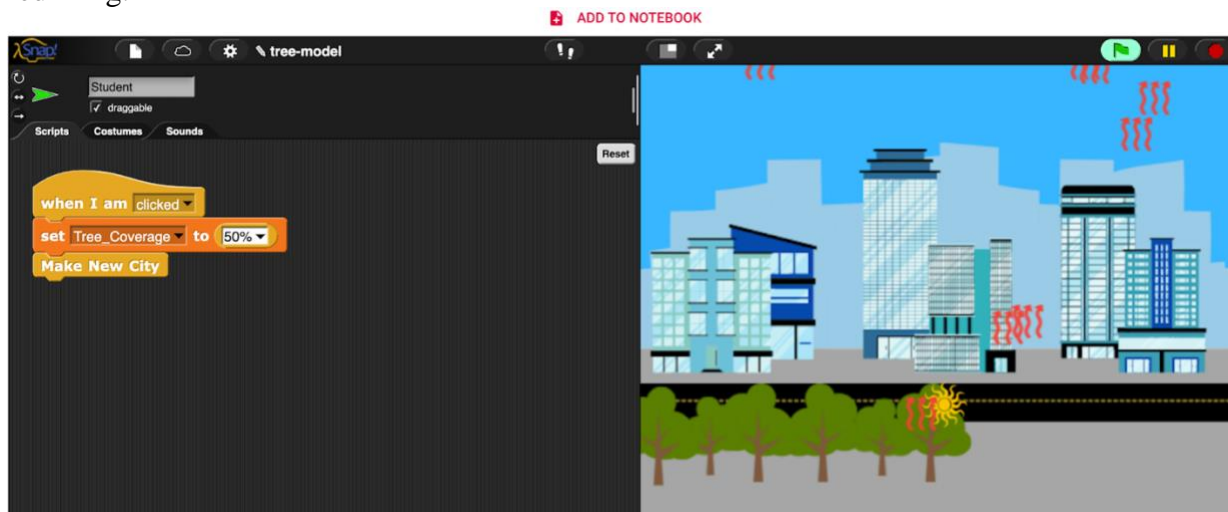 ADD TO NOTEBOOK
Snap!
tree-model
Student
draggable
Scripts Costumes Sounds
Reset
when I am clicked
set Tree_Coverage to 50%
Make New City